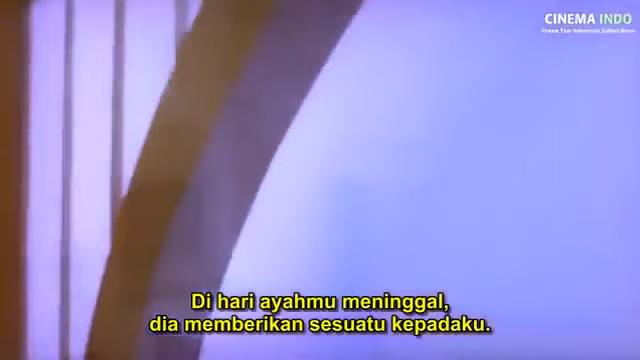 CINEMA INDO
Di hari ayahmu meninggal,
dia memberikan sesuatu kepadaku.